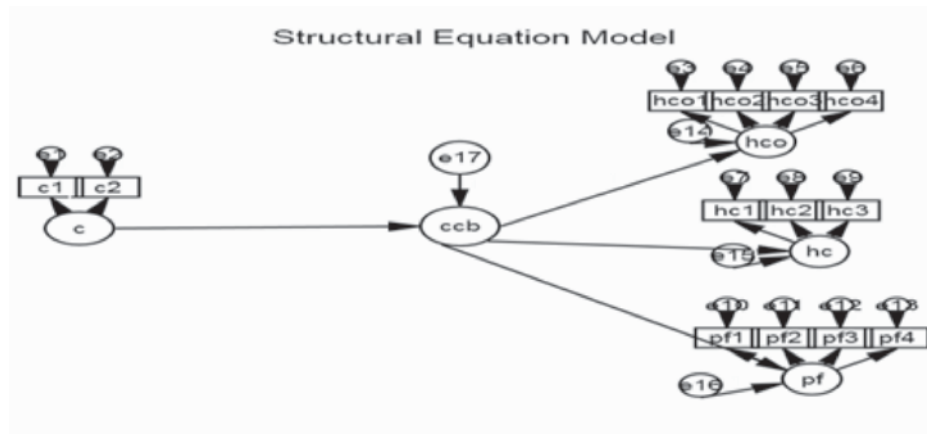 Structural Equation Model
e3 e4 e5 e6
hco1 hco2 hco3 hco4
e14
hco
e17
e1 e2
c1 c2
c
ccb
e7 e8 e9
hc1 hc2 hc3
e15
hc
e10 e11 e12 e13
pf1 pf2 pf3 pf4
e16
pf